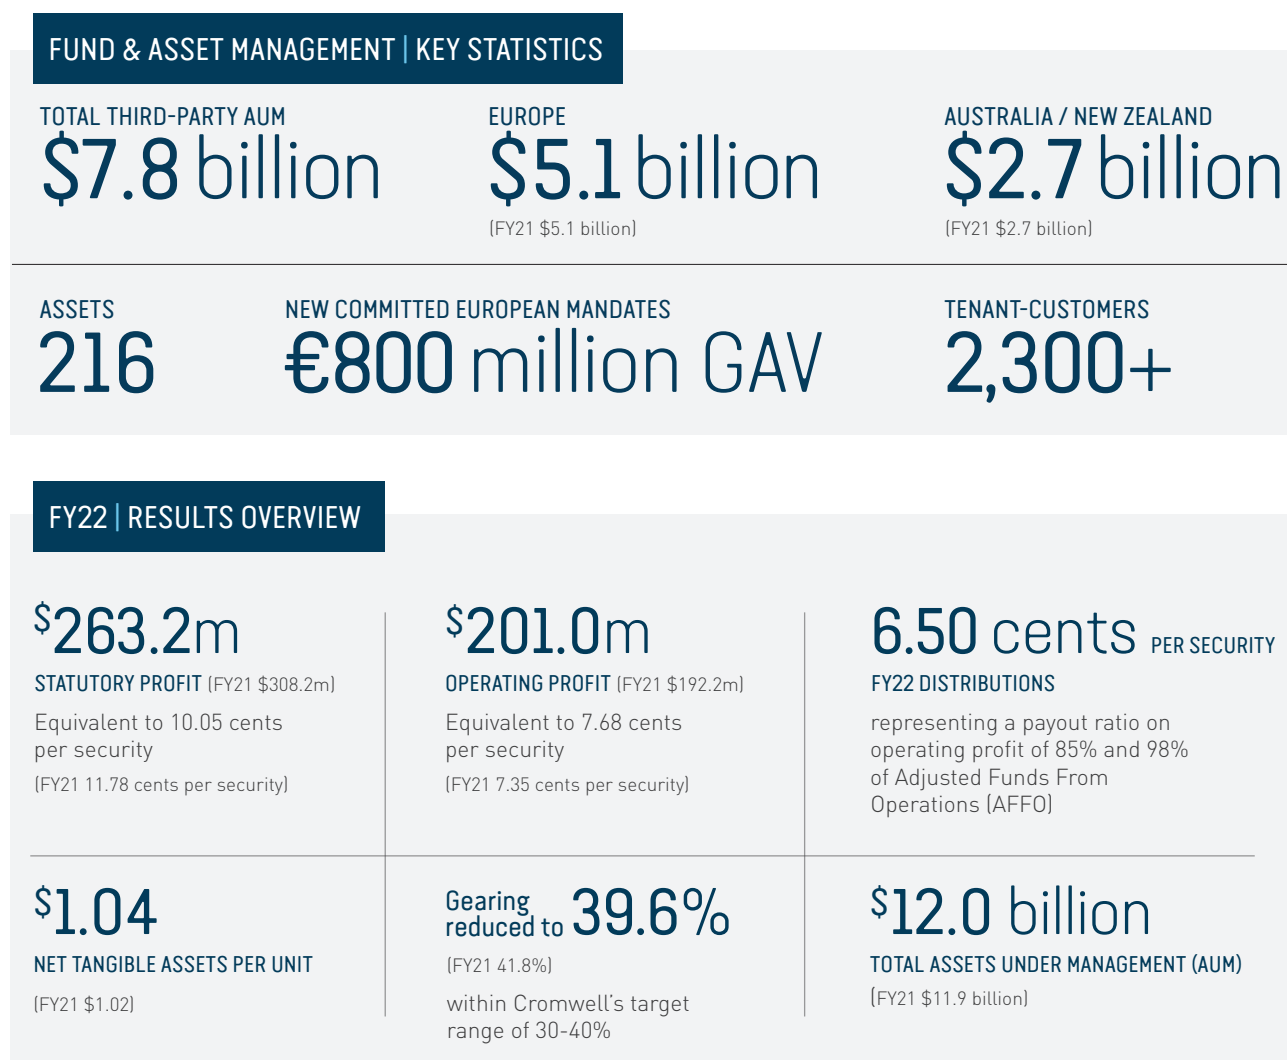 FUND & ASSET MANAGEMENT | KEY STATISTICS
TOTAL THIRD-PARTY AUM
$7.8 billion
EUROPE
$5.1 billion
(FY21 $5.1 billion)
AUSTRALIA / NEW ZEALAND
$2.7 billion
(FY21 $2.7 billion)
ASSETS
216
NEW COMMITTED EUROPEAN MANDATES
€800 million GAV
TENANT-CUSTOMERS
2,300+
FY22 | RESULTS OVERVIEW
$263.2m
STATUTORY PROFIT (FY21 $308.2m)
Equivalent to 10.05 cents
per security
(FY21 11.78 cents per security)
$201.0m
OPERATING PROFIT (FY21 $192.2m)
Equivalent to 7.68 cents
per security
(FY21 7.35 cents per security)
6.50 cents PER SECURITY
FY22 DISTRIBUTIONS
representing a payout ratio on
operating profit of 85% and 98%
of Adjusted Funds From
Operations (AFFO)
$1.04
NET TANGIBLE ASSETS PER UNIT
(FY21 $1.02)
Gearing
reduced to 39.6%
(FY21 41.8%)
within Cromwell's target
range of 30-40%
$12.0 billion
TOTAL ASSETS UNDER MANAGEMENT (AUM)
(FY21 $11.9 billion)